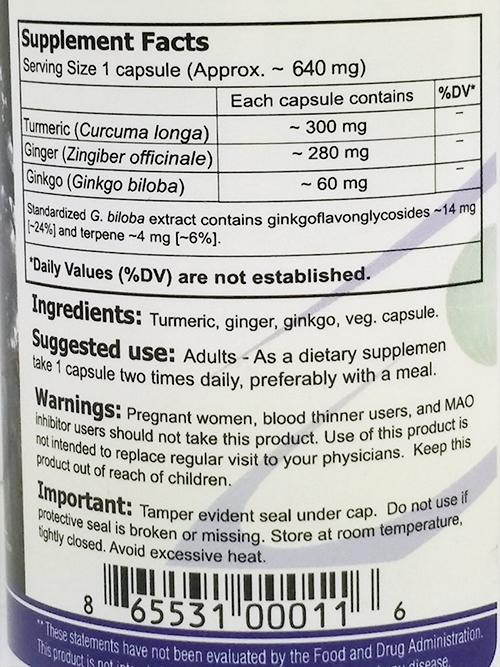 Supplement Facts
Serving Size 1 capsule (Approx. ~ 640 mg)
Each capsule contains %DV*
Turmeric (Curcuma longa) ~ 300 mg –
Ginger (Zingiber officinale) ~ 280 mg –
Ginkgo (Ginkgo biloba) ~ 60 mg –
Standardized G. biloba extract contains ginkgoflavonglycosides ~14 mg
[~24%] and terpene ~4 mg [~6%].
*Daily Values (%DV) are not established.
Ingredients: Turmeric, ginger, ginkgo, veg. capsule.
Suggested use: Adults - As a dietary supplemen
take 1 capsule two times daily, preferably with a meal.
Warnings: Pregnant women, blood thinner users, and MAO
inhibitor users should not take this product. Use of this product is
not intended to replace regular visit to your physicians. Keep this
product out of reach of children.
Important: Tamper evident seal under cap. Do not use if
protective seal is broken or missing. Store at room temperature,
tightly closed. Avoid excessive heat.
8 65531 00011 6
**These statements have not been evaluated by the Food and Drug Administration.
This product is not disease.